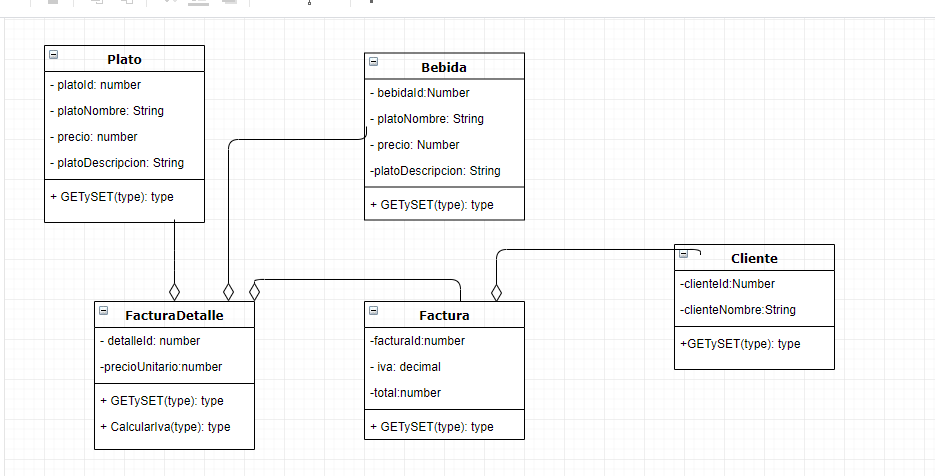 Plato
- platoId: number
- platoNombre: String
- precio: number
- platoDescripcion: String
+ GETySET(type): type
Bebida
- bebidaId:Number
- platoNombre: String
- precio: Number
-platoDescripcion: String
+ GETySET(type): type
Cliente
-clienteId:Number
-clienteNombre:String
+GETySET(type): type
FacturaDetalle
- detalleId: number
-precioUnitario:number
+ GETySET(type): type
+ CalcularIva(type): type
Factura
-facturaId:number
- iva: decimal
-total:number
+ GETySET(type): type